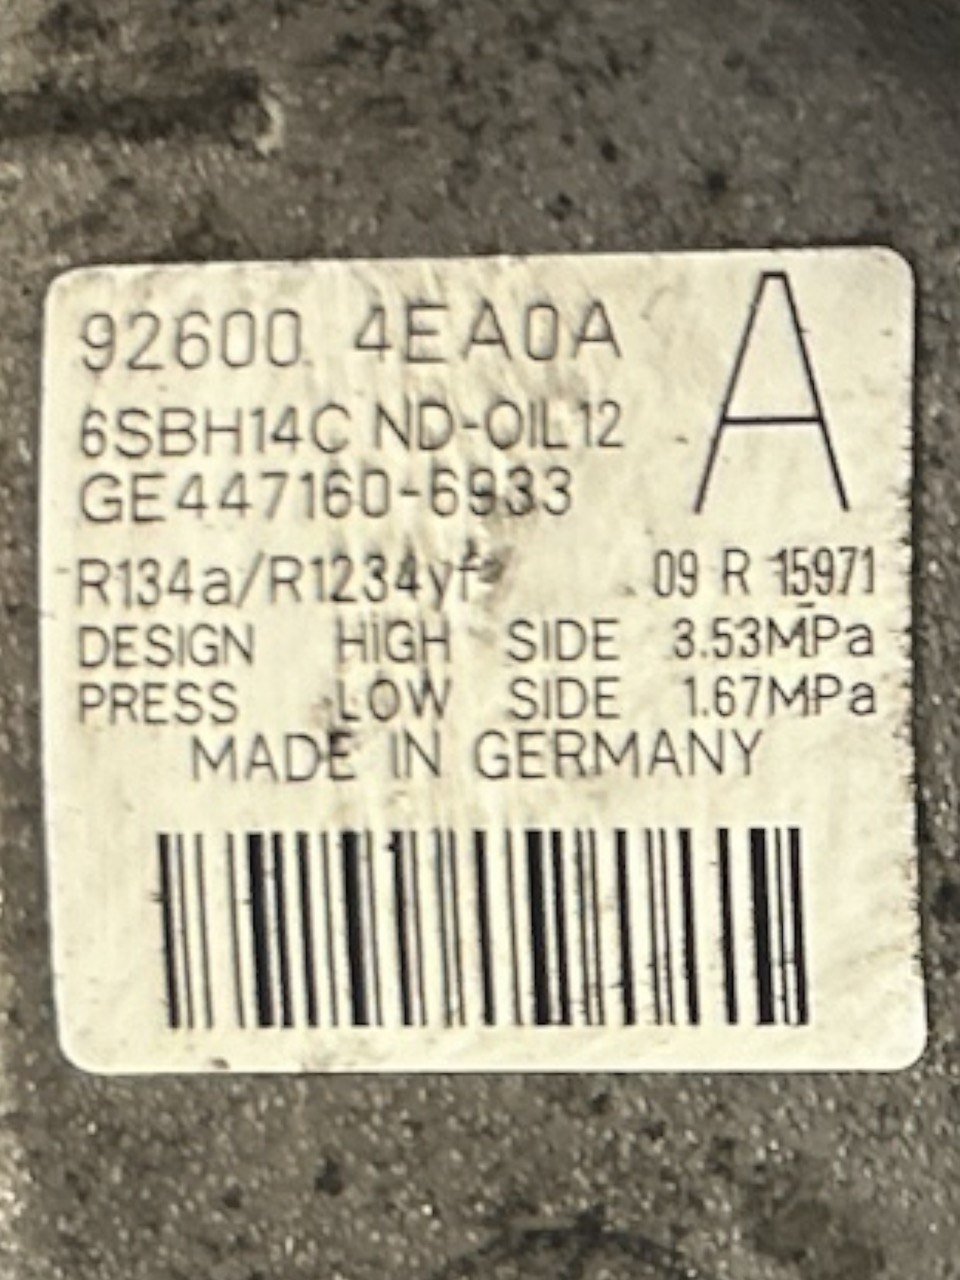 92600 4EA0A
A
6SBH14C ND-OIL12
GE447160-6933
R134a/R1234yf 09 R 15971
DESIGN HIGH SIDE 3.53MPa
PRESS LOW SIDE 1.67MPa
MADE IN GERMANY